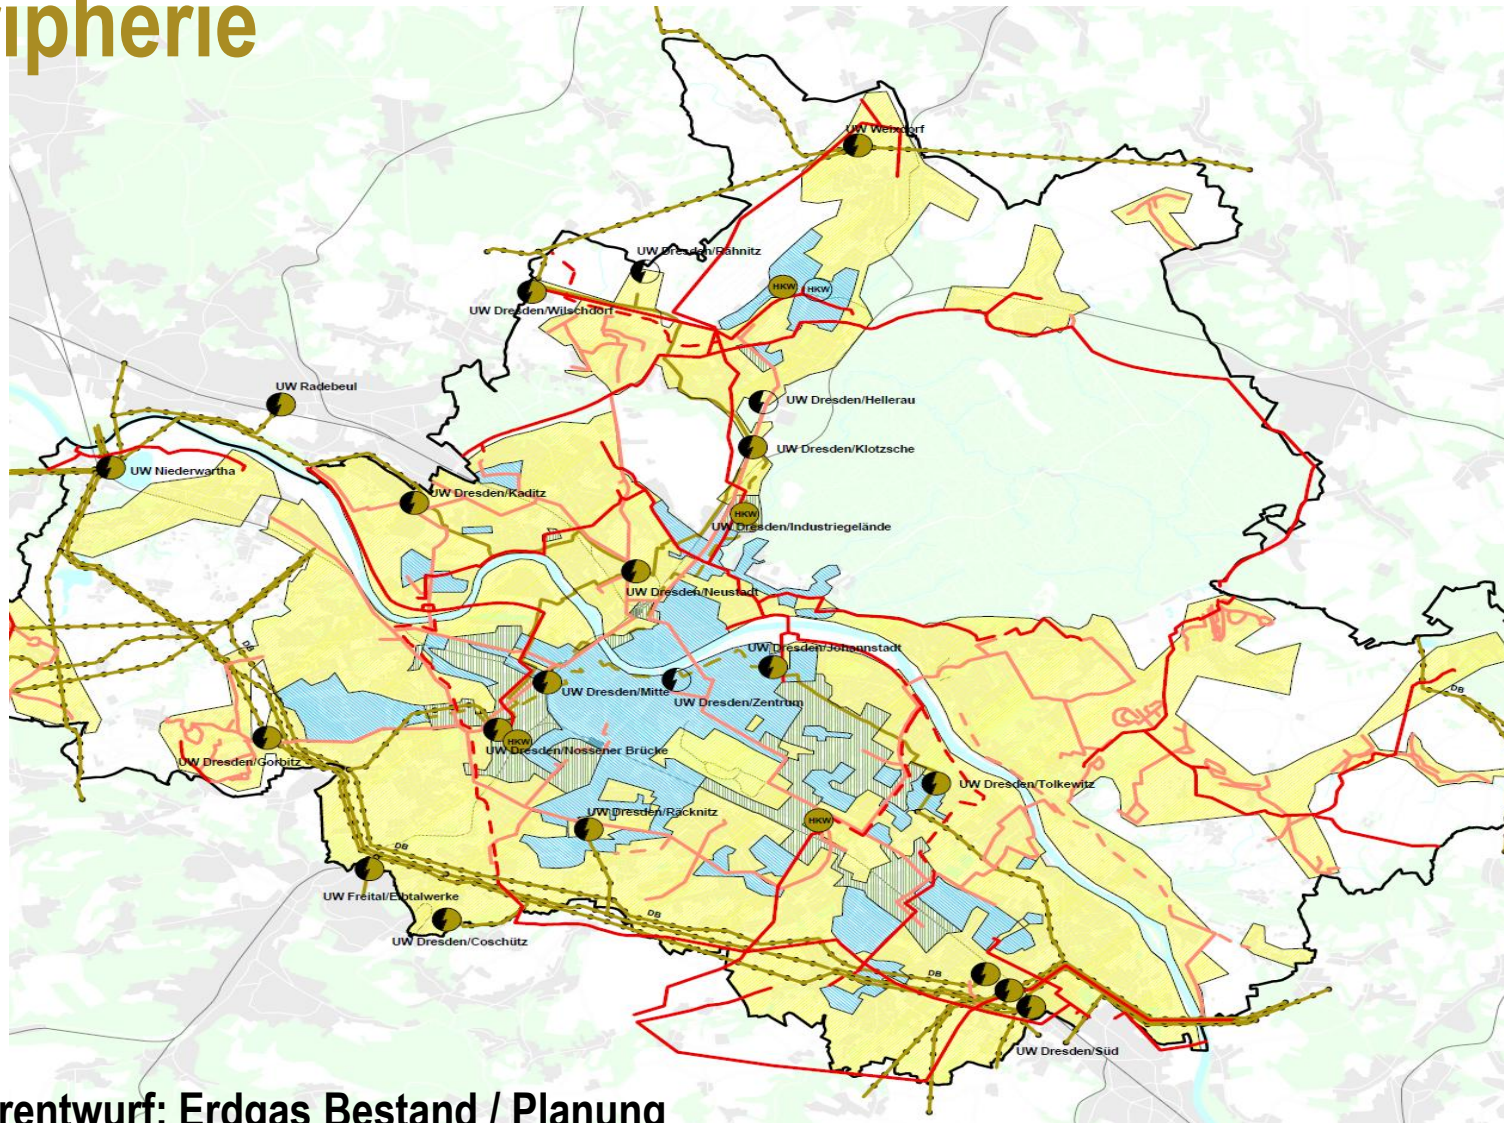 ripherie
UW Weixdorf
UW Dresden/Rähnitz
HKW
HKW
UW Dresden/Wilschdorf
UW Radebeul
UW Dresden/Hellerau
UW Dresden/Klotzsche
UW Niederwartha
UW Dresden/Kaditz
HKW
UW Dresden/Industriegelände
UW Dresden/Neustadt
DB
UW Dresden/Johannstadt
UW Dresden/Mitte
UW Dresden/Zentrum
DB
HKW
UW Dresden/Nossener Brücke
UW Dresden/Gorbitz
UW Dresden/Tolkewitz
UW Dresden/Räcknitz
HKW
DB
UW Freital/Elbtalwerke
DB
UW Dresden/Coschütz
DB
UW Dresden/Süd
rentwurf: Erdgas Bestand / Planung